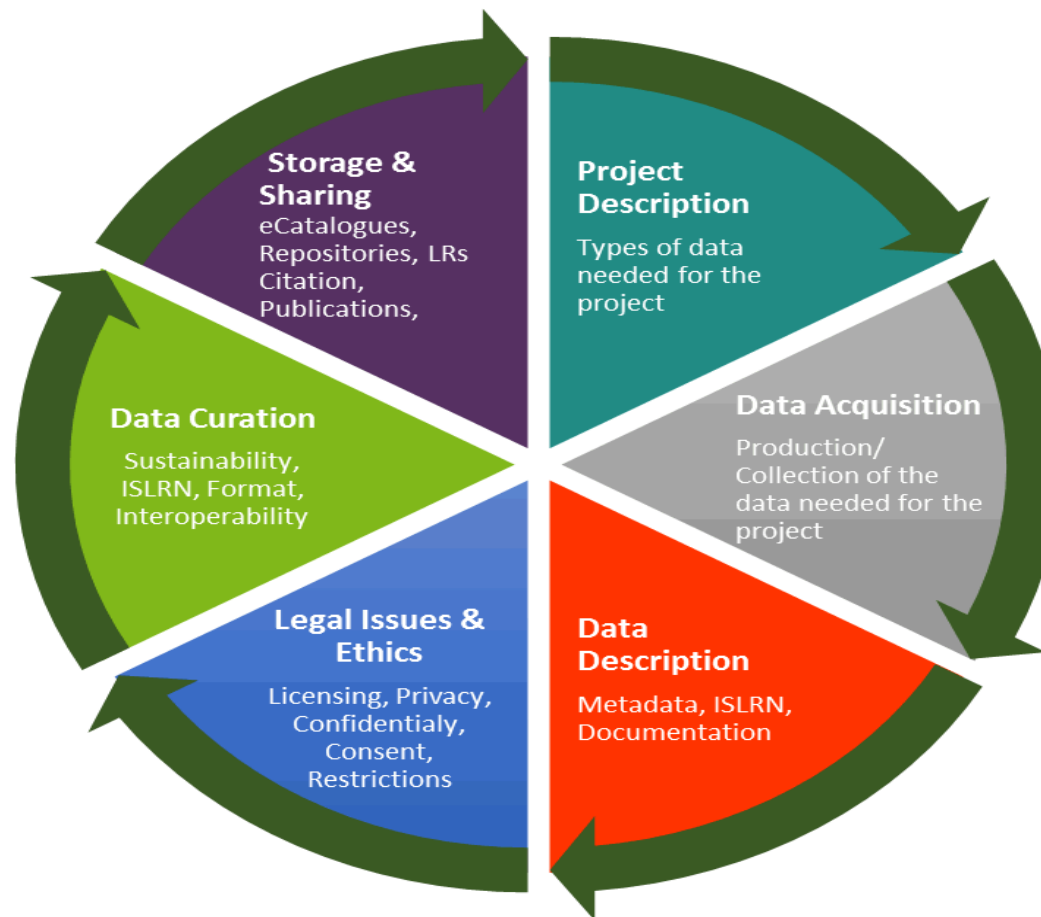 Storage &
Sharing
eCatalogues,
Repositories, LRs
Citation,
Publications,
Project
Description
Types of data
needed for the
project
Data Acquisition
Production/
Collection of the
data needed for the
project
Data
Description
Metadata, ISLRN,
Documentation
Legal Issues &
Ethics
Licensing, Privacy,
Confidentialy,
Consent,
Restrictions
Data Curation
Sustainability,
ISLRN, Format,
Interoperability